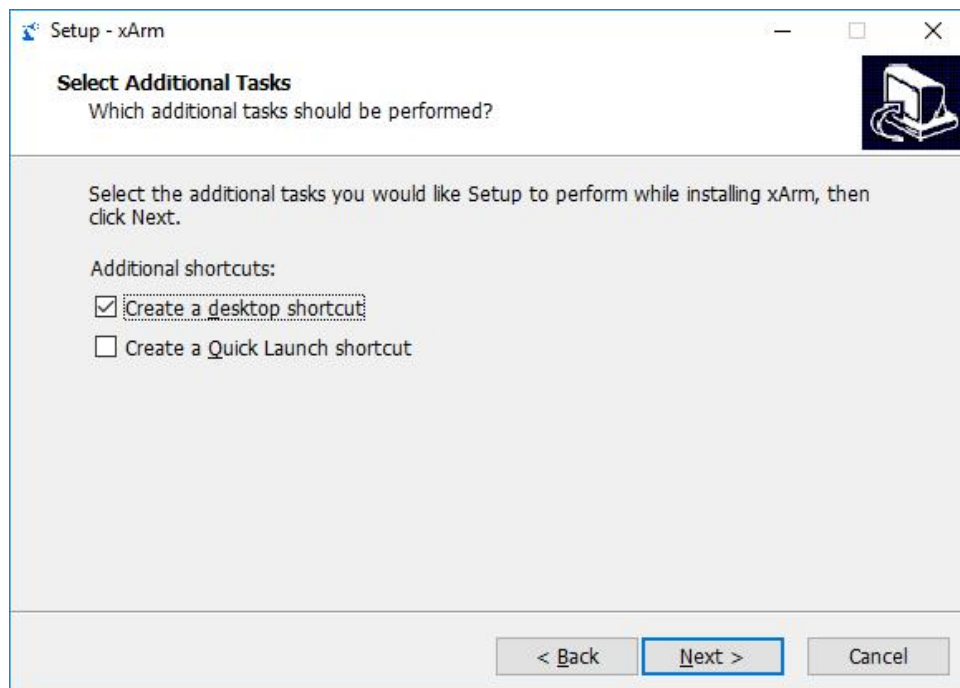 Setup - xArm
Select Additional Tasks
Which additional tasks should be performed?
Select the additional tasks you would like Setup to perform while installing xArm, then
click Next.
Additional shortcuts:
Create a desktop shortcut
Create a Quick Launch shortcut
< Back
Next >
Cancel